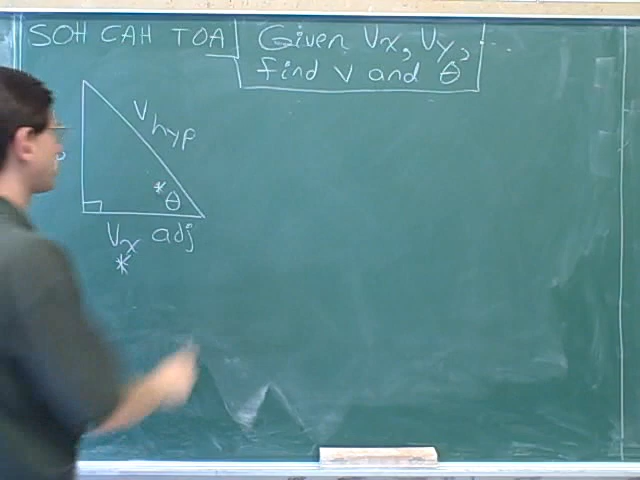 SOH CAH TOA
Given Vx, Vy, ...
find v and θ
V hyp
* θ
Vx adj
*